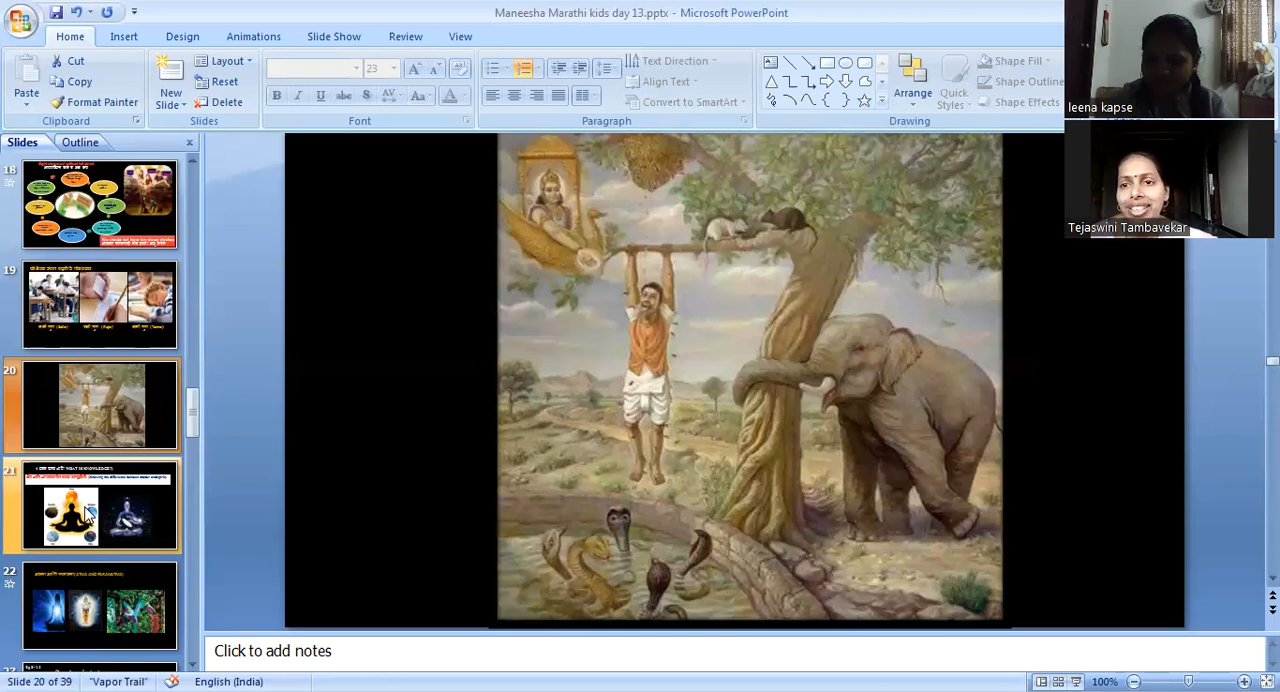 Maneesha Marathi kids day 13.pptx - Microsoft PowerPoint
Home Insert Design Animations Slide Show Review View
Paste
Cut
Copy
Format Painter
Clipboard
New
Slide
Layout
Reset
Delete
Slides
23
B I U abc S AV Aa A
Font
Text Direction
Align Text
Convert to SmartArt
Paragraph
Arrange
Quick
Styles
Shape Fill
Shape Outline
Shape Effects
Drawing
leena kapse
Tejaswini Tambavekar
Slides Outline
18
19
20
21
22
Click to add notes
Slide 20 of 39 "Vapor Trail" English (India) 100%